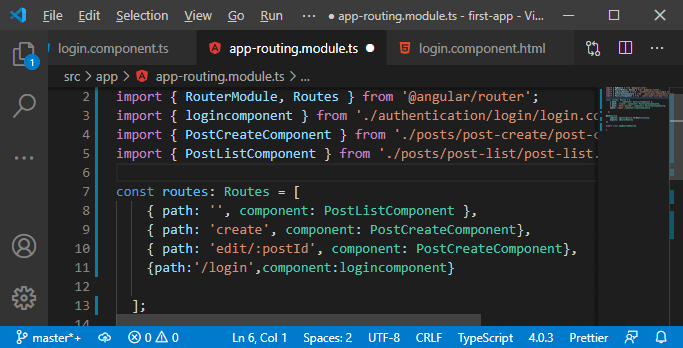 File Edit Selection View Go Run ··· app-routing.module.ts - first-app - Vi...
login.component.ts app-routing.module.ts ● login.component.html ···
src > app > app-routing.module.ts > ...
2 import { RouterModule, Routes } from '@angular/router';
3 import { logincomponent } from './authentication/login/login.co
4 import { PostCreateComponent } from './posts/post-create/post-c
5 import { PostListComponent } from './posts/post-list/post-list.
6
7 const routes: Routes = [
8 { path: '', component: PostListComponent },
9 { path: 'create', component: PostCreateComponent},
10 { path: 'edit/:postId', component: PostCreateComponent},
11 {path:'/login',component:logincomponent}
12
13 ];
14
1
master*+ 0 0 Ln 6, Col 1 Spaces: 2 UTF-8 CRLF TypeScript 4.0.3 Prettier